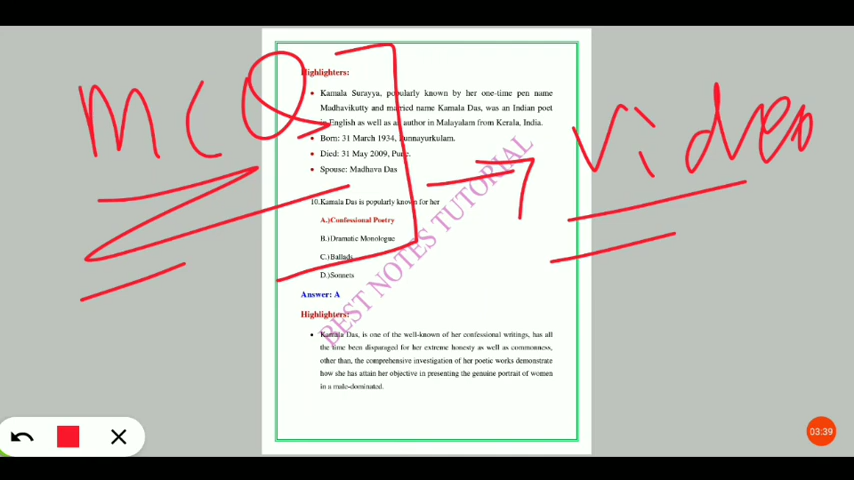 MCQ → Video
Highlighters:
• Kamala Surayya, popularly known by her one-time pen name
Madhavikutty and married name Kamala Das, was an Indian poet
in English as well as an author in Malayalam from Kerala, India.
• Born: 31 March 1934, Punnayurkulam.
• Died: 31 May 2009, Pune.
• Spouse: Madhava Das
10.Kamala Das is popularly known for her
A.)Confessional Poetry
B.)Dramatic Monologue
C.)Ballads
D.)Sonnets
Answer: A
Highlighters:
• Kamala Das, is one of the well-known of her confessional writings, has all
the time been disparaged for her extreme honesty as well as commonness,
other than, the comprehensive investigation of her poetic works demonstrate
how she has attain her objective in presenting the genuine portrait of women
in a male-dominated.
BEST NOTES TUTORIAL
03:39